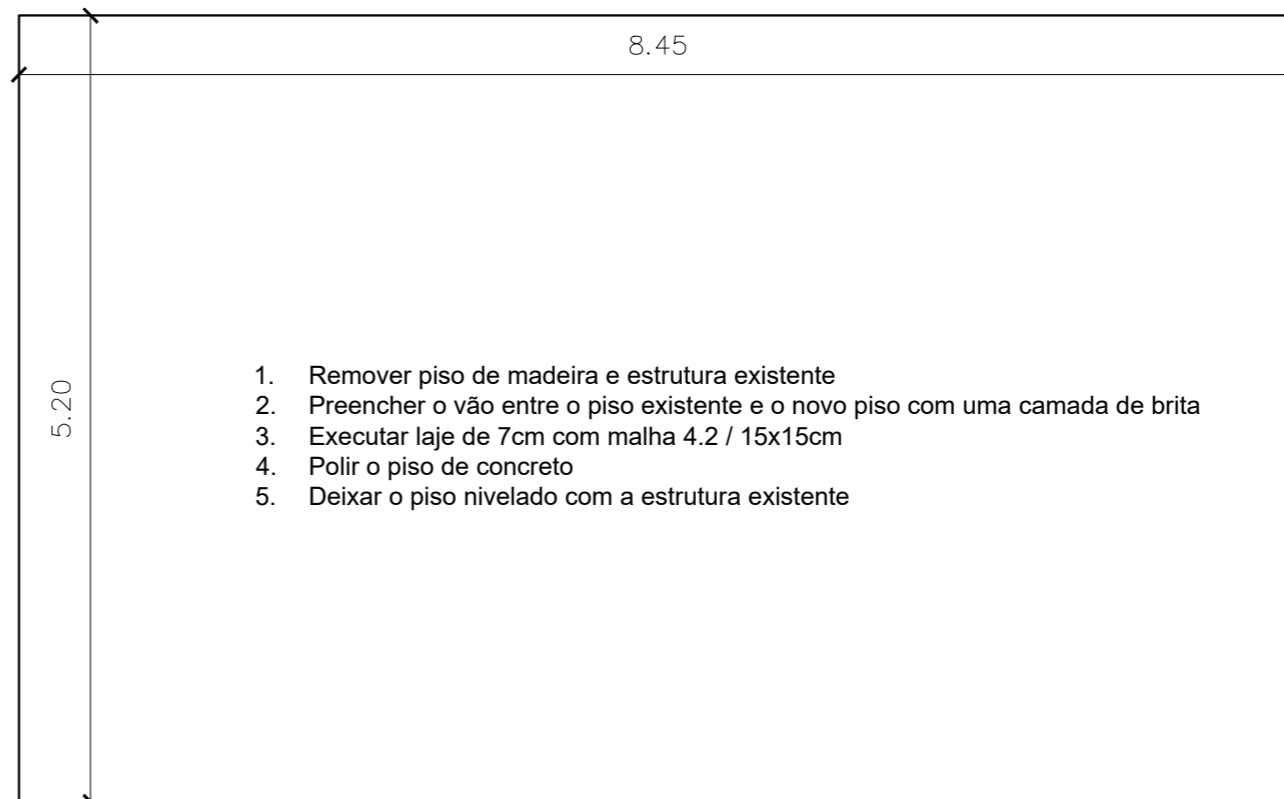 8.45
5.20
1. Remover piso de madeira e estrutura existente
2. Preencher o vão entre o piso existente e o novo piso com uma camada de brita
3. Executar laje de 7cm com malha 4.2 / 15x15cm
4. Polir o piso de concreto
5. Deixar o piso nivelado com a estrutura existente